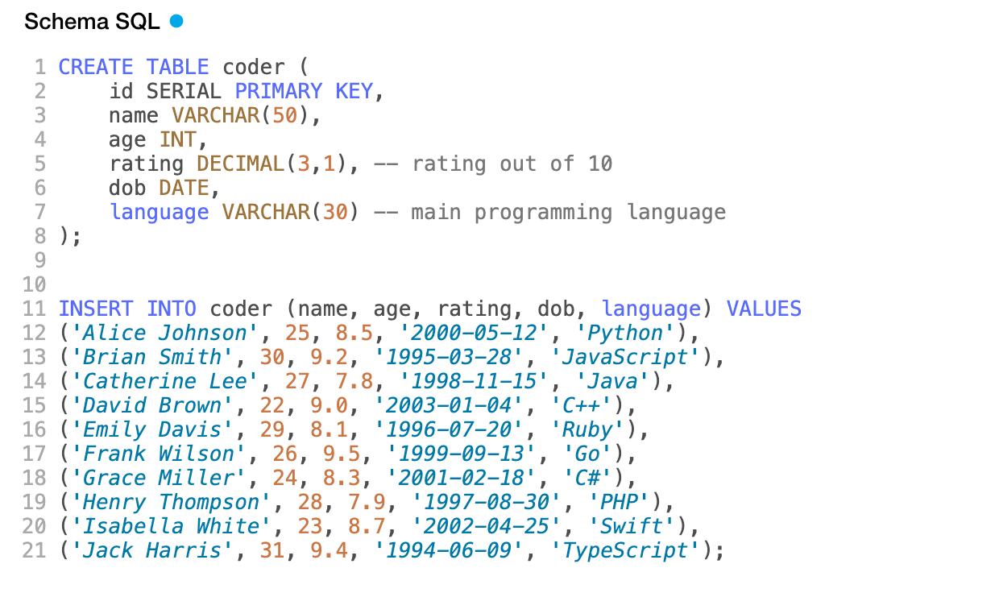 Schema SQL
1 CREATE TABLE coder (
2     id SERIAL PRIMARY KEY,
3     name VARCHAR(50),
4     age INT,
5     rating DECIMAL(3,1), -- rating out of 10
6     dob DATE,
7     language VARCHAR(30) -- main programming language
8 );
9
10
11 INSERT INTO coder (name, age, rating, dob, language) VALUES
12 ('Alice Johnson', 25, 8.5, '2000-05-12', 'Python'),
13 ('Brian Smith', 30, 9.2, '1995-03-28', 'JavaScript'),
14 ('Catherine Lee', 27, 7.8, '1998-11-15', 'Java'),
15 ('David Brown', 22, 9.0, '2003-01-04', 'C++'),
16 ('Emily Davis', 29, 8.1, '1996-07-20', 'Ruby'),
17 ('Frank Wilson', 26, 9.5, '1999-09-13', 'Go'),
18 ('Grace Miller', 24, 8.3, '2001-02-18', 'C#'),
19 ('Henry Thompson', 28, 7.9, '1997-08-30', 'PHP'),
20 ('Isabella White', 23, 8.7, '2002-04-25', 'Swift'),
21 ('Jack Harris', 31, 9.4, '1994-06-09', 'TypeScript');